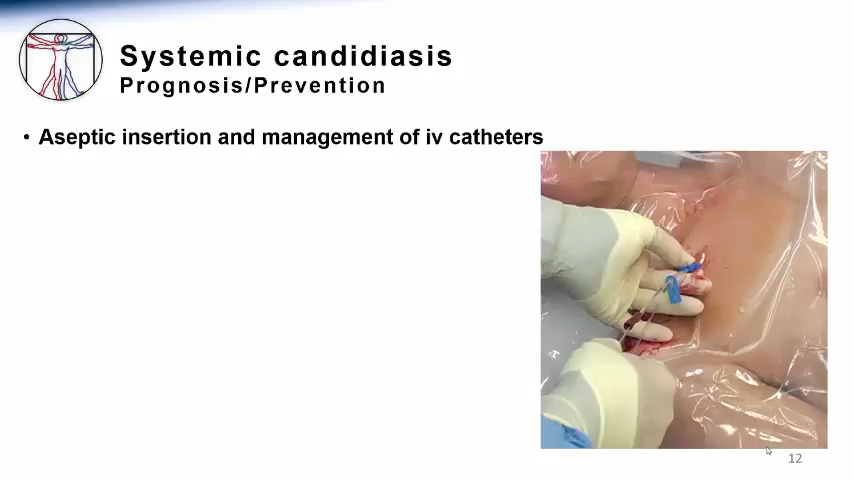 Systemic candidiasis
Prognosis/Prevention
• Aseptic insertion and management of iv catheters
12